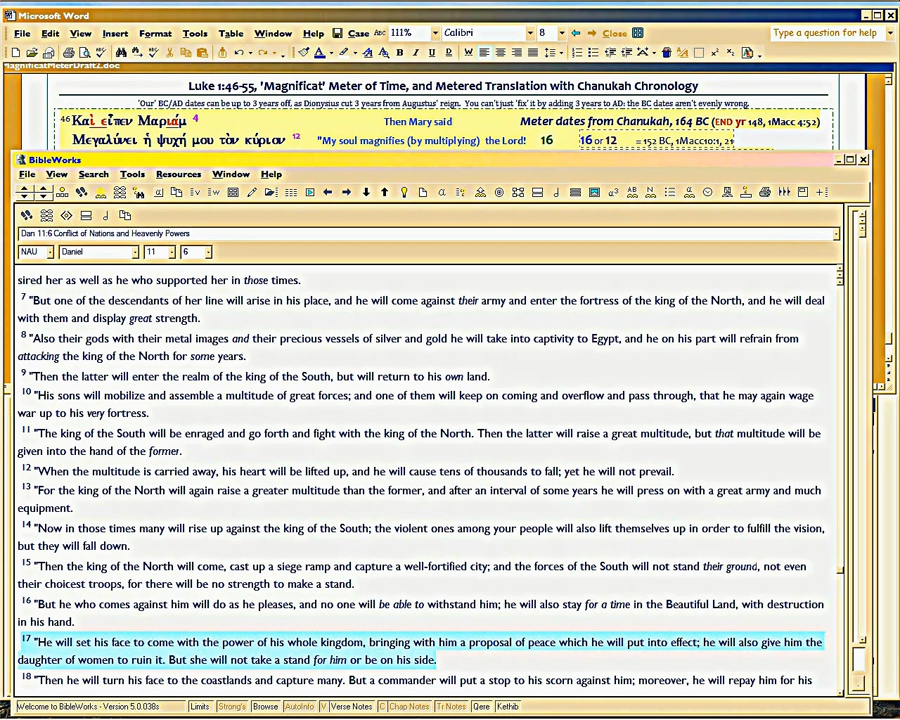 Microsoft Word
File Edit View Insert Format Tools Table Window Help Case ABC 111% Calibri 8 Close Type a question for help
MagnificatMeterDraft2.doc
Luke 1:46-55, 'Magnificat' Meter of Time, and Metered Translation with Chanukah Chronology
'Our' BC/AD dates can be up to 3 years off, as Dionysius cut 3 years from Augustus' reign. You can't just 'fix' it by adding 3 years to AD: the BC dates aren't evenly wrong.
46 Καὶ εἶπεν Μαριάμ 4 Then Mary said Meter dates from Chanukah, 164 BC (END yr 148, 1Macc 4:52)
Μεγαλύνει ἡ ψυχή μου τὸν κύριον 12 "My soul magnifies (by multiplying) the Lord! 16 16 or 12 = 152 BC, 1Macc10:1, 21
BibleWorks
File View Search Tools Resources Window Help
Dan 11:6 Conflict of Nations and Heavenly Powers
NAU Daniel 11 6
sired her as well as he who supported her in those times.
7 "But one of the descendants of her line will arise in his place, and he will come against their army and enter the fortress of the king of the North, and he will deal
with them and display great strength.
8 "Also their gods with their metal images and their precious vessels of silver and gold he will take into captivity to Egypt, and he on his part will refrain from
attacking the king of the North for some years.
9 "Then the latter will enter the realm of the king of the South, but will return to his own land.
10 "His sons will mobilize and assemble a multitude of great forces; and one of them will keep on coming and overflow and pass through, that he may again wage
war up to his very fortress.
11 "The king of the South will be enraged and go forth and fight with the king of the North. Then the latter will raise a great multitude, but that multitude will be
given into the hand of the former.
12 "When the multitude is carried away, his heart will be lifted up, and he will cause tens of thousands to fall; yet he will not prevail.
13 "For the king of the North will again raise a greater multitude than the former, and after an interval of some years he will press on with a great army and much
equipment.
14 "Now in those times many will rise up against the king of the South; the violent ones among your people will also lift themselves up in order to fulfill the vision,
but they will fall down.
15 "Then the king of the North will come, cast up a siege ramp and capture a well-fortified city; and the forces of the South will not stand their ground, not even
their choicest troops, for there will be no strength to make a stand.
16 "But he who comes against him will do as he pleases, and no one will be able to withstand him; he will also stay for a time in the Beautiful Land, with destruction
in his hand.
17 "He will set his face to come with the power of his whole kingdom, bringing with him a proposal of peace which he will put into effect; he will also give him the
daughter of women to ruin it. But she will not take a stand for him or be on his side.
18 "Then he will turn his face to the coastlands and capture many. But a commander will put a stop to his scorn against him; moreover, he will repay him for his
Welcome to BibleWorks - Version 5.0.038s Limits Strong's Browse AutoInfo V Verse Notes C Chap Notes Tr Notes Qere Kethib